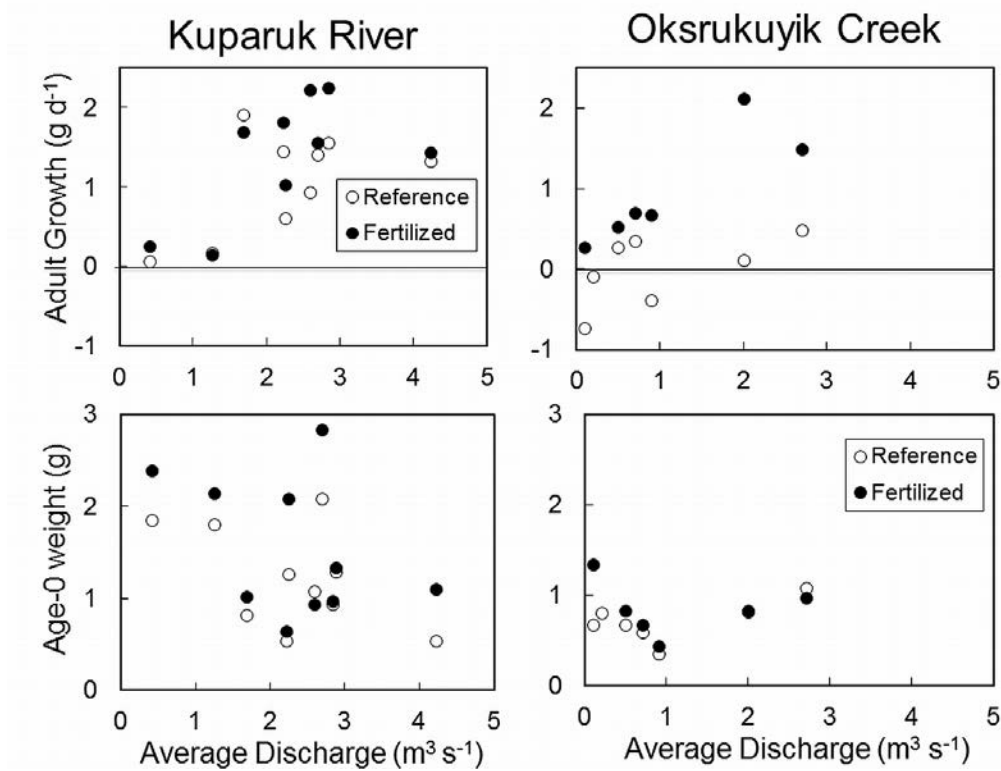 Kuparuk River
Oksrukuyik Creek
Adult Growth (g d-1)
2
1
0
-1
0 1 2 3 4 5
Reference
Fertilized
2
1
0
-1
0 1 2 3 4 5
Age-0 weight (g)
3
2
1
0
0 1 2 3 4 5
Average Discharge (m³ s⁻¹)
3
2
1
0
Reference
Fertilized
0 1 2 3 4 5
Average Discharge (m³ s⁻¹)